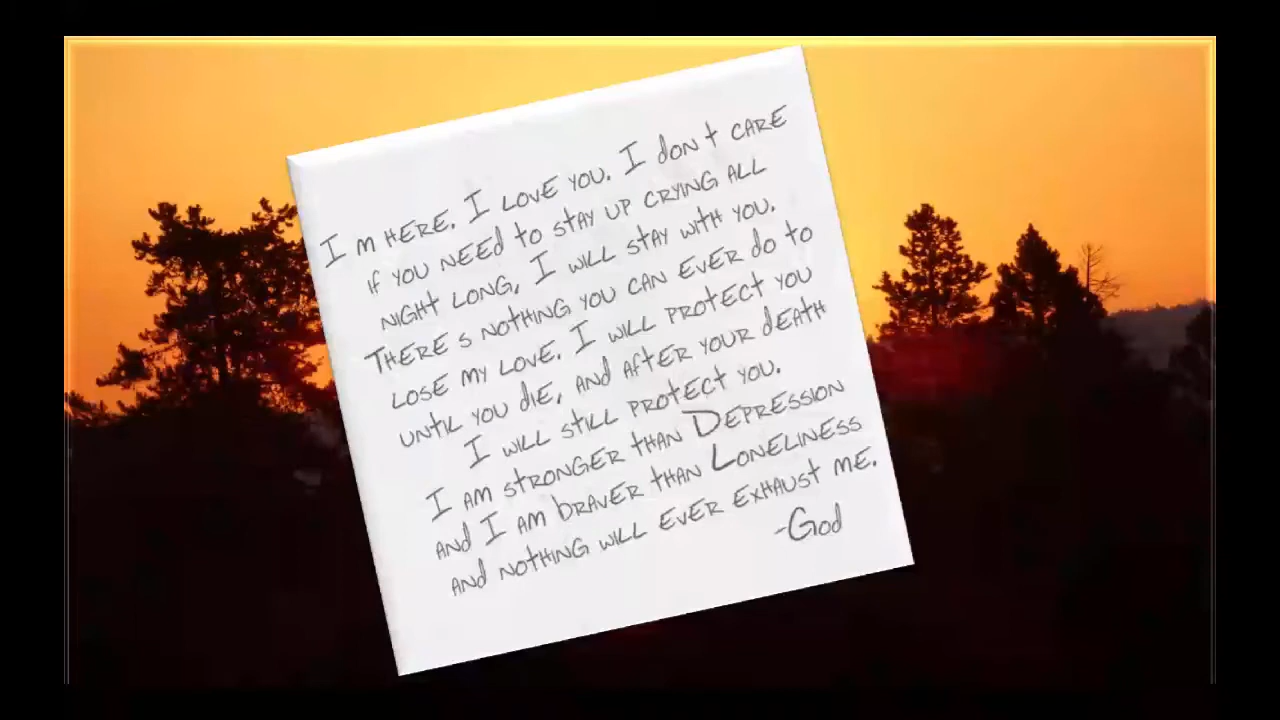 I m HERE. I LOVE YOU. I don t CARE
if YOU NEED to STAY UP CRYING ALL
NIGHT LONG, I WILL STAY WITH YOU.
THERE s NOTHING YOU CAN EVER do to
LOSE MY LOVE. I WILL PROTECT YOU
UNTIL YOU DIE, AND AFTER YOUR DEATH
I WILL STILL PROTECT YOU.
I AM STRONGER THAN DEPRESSION
AND I AM BRAVER THAN LONELINESS
AND NOTHING WILL EVER EXHAUST ME.
-God